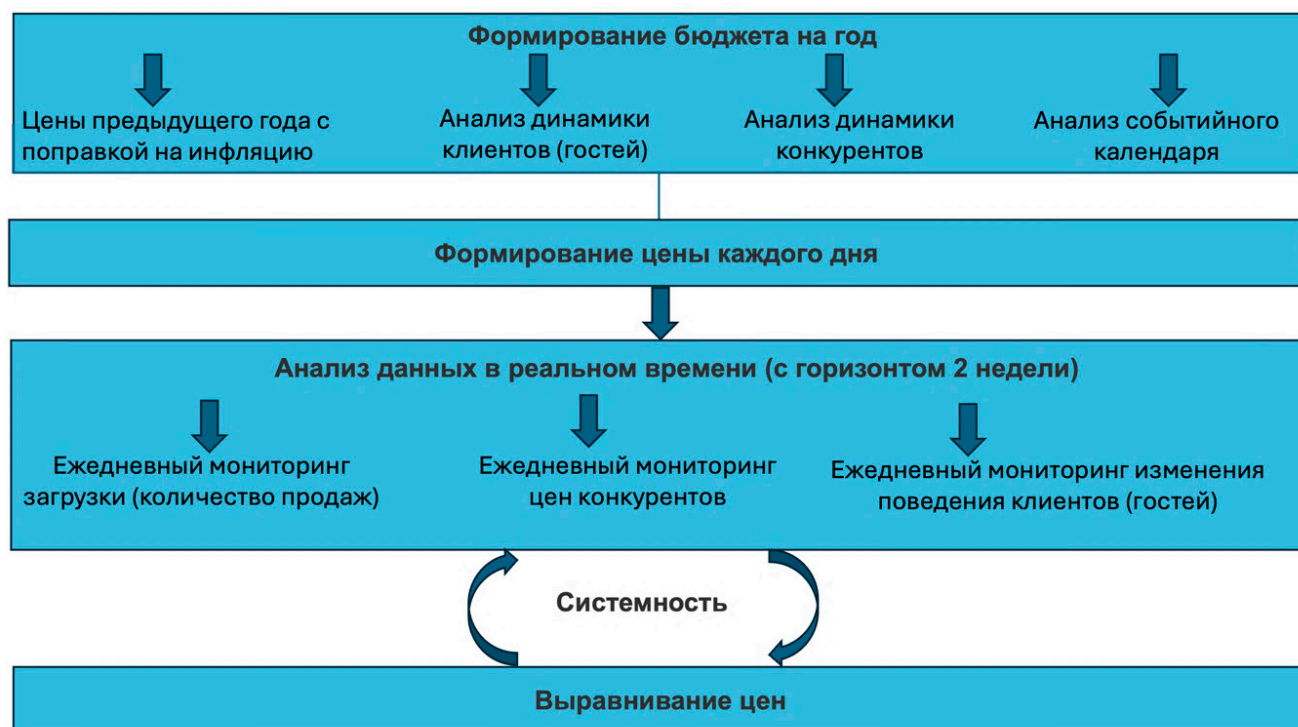 Формирование бюджета на год
Цены предыдущего года с
поправкой на инфляцию
Анализ динамики
клиентов (гостей)
Анализ динамики
конкурентов
Анализ событийного
календаря
Формирование цены каждого дня
Анализ данных в реальном времени (с горизонтом 2 недели)
Ежедневный мониторинг
загрузки (количество продаж)
Ежедневный мониторинг
цен конкурентов
Ежедневный мониторинг изменения
поведения клиентов (гостей)
Системность
Выравнивание цен